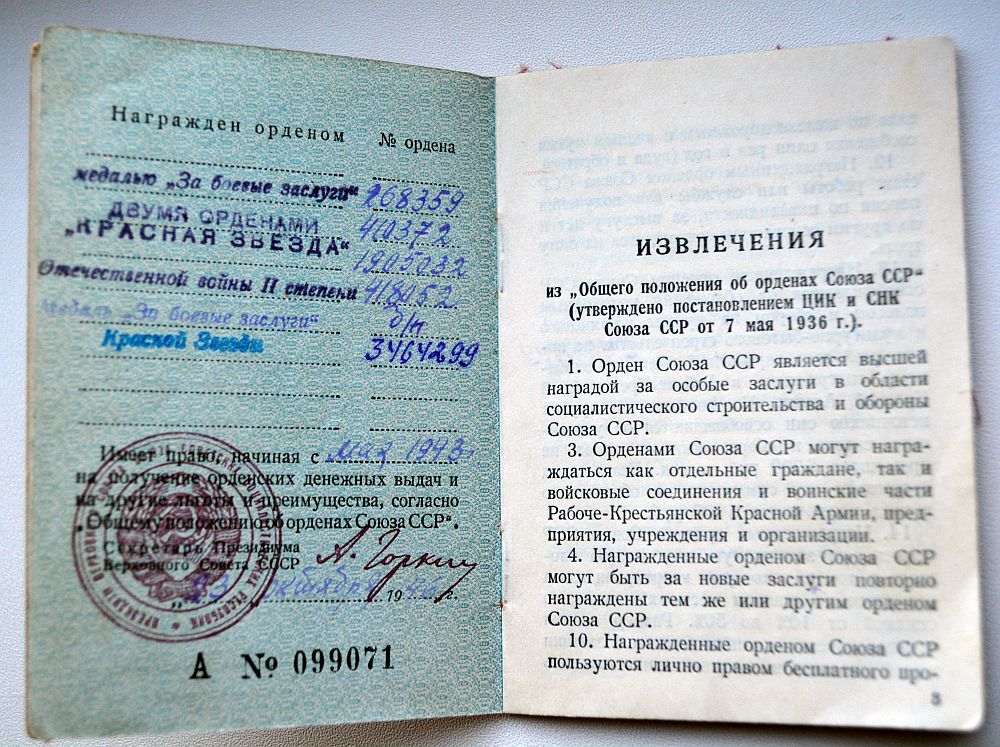 Награжден орденом № ордена
медалью „За боевые заслуги“ 268359
ДВУМЯ ОРДЕНАМИ 410372
„КРАСНАЯ ЗВЕЗДА“ 1905032
Отечественной войны II степени 418052
медаль „За боевые заслуги“ б/н
Красной Звезды 3464299
Имеет право, начиная с мая 1943 г.
на получение орденских денежных выдач и
на другие льготы и преимущества, согласно
„Общему положению об орденах Союза ССР“.
Секретарь Президиума
Верховного Совета СССР А. Горкин
октября 1946 г.
А № 099071
ИЗВЛЕЧЕНИЯ
из „Общего положения об орденах Союза ССР“
(утверждено постановлением ЦИК и СНК
Союза ССР от 7 мая 1936 г.).
1. Орден Союза ССР является высшей
наградой за особые заслуги в области
социалистического строительства и обороны
Союза ССР.
3. Орденами Союза ССР могут награ-
ждаться как отдельные граждане, так и
войсковые соединения и воинские части
Рабоче-Крестьянской Красной Армии, пред-
приятия, учреждения и организации.
4. Награжденные орденом Союза ССР
могут быть за новые заслуги повторно
награждены тем же или другим орденом
Союза ССР.
10. Награжденные орденом Союза ССР
пользуются лично правом бесплатного про-
3